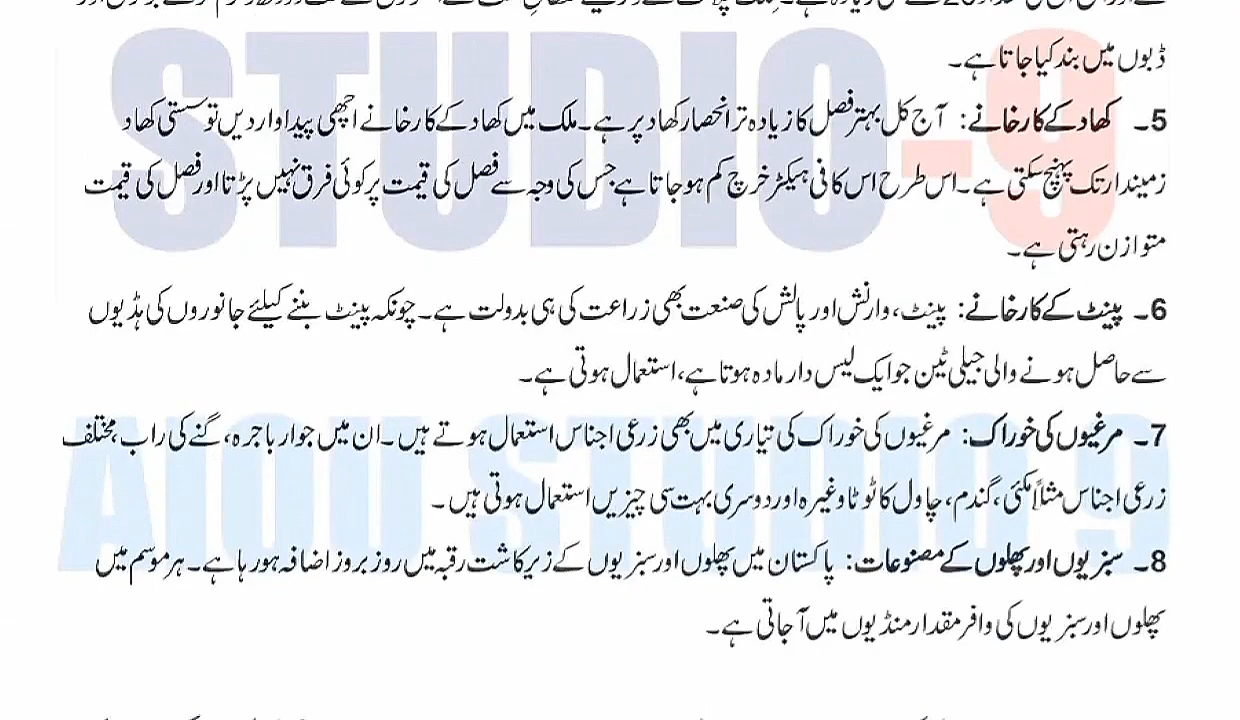 ڈبوں میں بند کیا جاتا ہے۔
5۔ کھاد کے کارخانے: آج کل بہتر فصل کا زیادہ تر انحصار کھاد پر ہے۔ ملک میں کھاد کے کارخانے اچھی پیداوار دیں تو سستی کھاد
زمیندار تک پہنچ سکتی ہے۔ اس طرح اس کا فی ہیکٹر خرچ کم ہو جاتا ہے جس کی وجہ سے فصل کی قیمت پر کوئی فرق نہیں پڑتا اور فصل کی قیمت
متوازن رہتی ہے۔
6۔ پینٹ کے کارخانے: پینٹ، وارنش اور پالش کی صنعت بھی زراعت کی ہی بدولت ہے۔ چونکہ پینٹ بننے کیلئے جانوروں کی ہڈیوں
سے حاصل ہونے والی جیلی ٹین جو ایک لیس دار مادہ ہوتا ہے، استعمال ہوتی ہے۔
7۔ مرغیوں کی خوراک: مرغیوں کی خوراک کی تیاری میں بھی زرعی اجناس استعمال ہوتے ہیں۔ ان میں جوار باجرہ، گنے کی راب، مختلف
زرعی اجناس مثلاً مکئی، گندم، چاول کا ٹوٹا وغیرہ اور دوسری بہت سی چیزیں استعمال ہوتی ہیں۔
8۔ سبزیوں اور پھلوں کے مصنوعات: پاکستان میں پھلوں اور سبزیوں کے زیر کاشت رقبہ میں روز بروز اضافہ ہو رہا ہے۔ ہر موسم میں
پھلوں اور سبزیوں کی وافر مقدار منڈیوں میں آ جاتی ہے۔
STUDIO-9
AIOU STUDIO 9